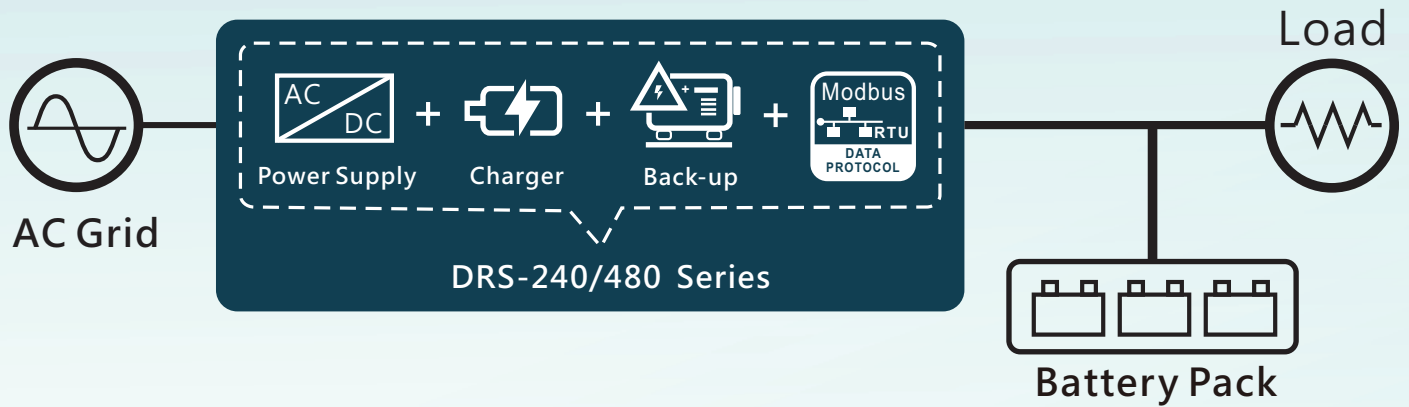 Load
AC
DC
+
+
+
Modbus
RTU
DATA
PROTOCOL
Power Supply
Charger
Back-up
AC Grid
DRS-240/480 Series
Battery Pack